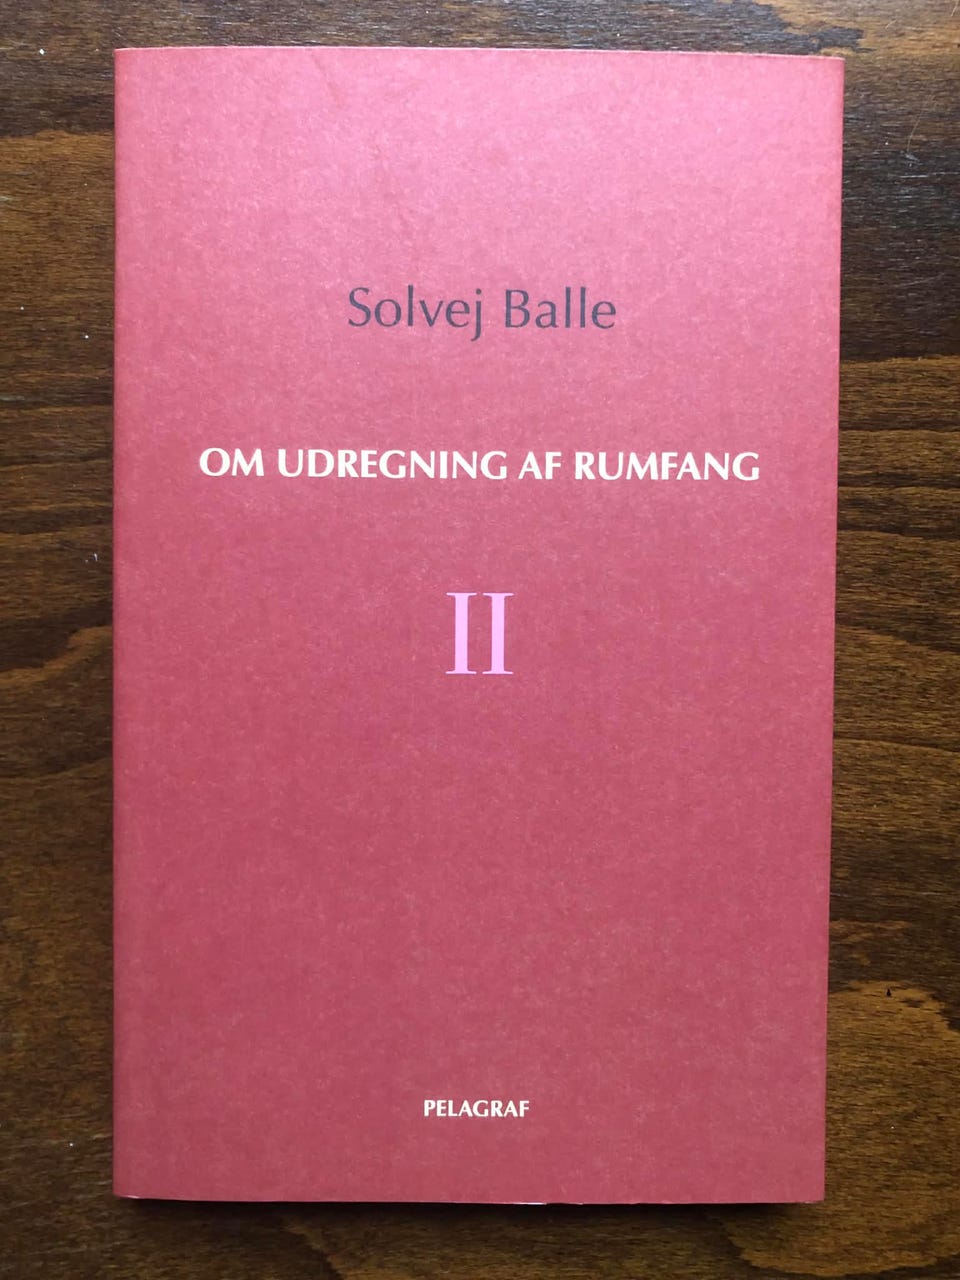 Solvej Balle
OM UDREGNING AF RUMFANG
II
PELAGRAF